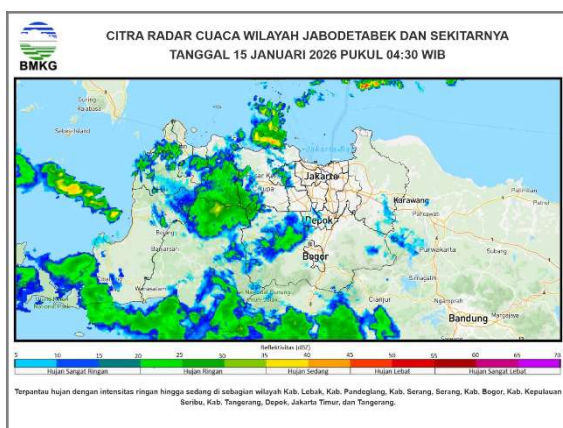 BMKG
CITRA RADAR CUACA WILAYAH JABODETABEK DAN SEKITARNYA
TANGGAL 15 JANUARI 2026 PUKUL 04:30 WIB
Jakarta
Karawang
Depok
Bogor
Purwakarta
Subang
Cianjur
Bandung
Reflektivitas (dBZ)
5 10 15 20 25 30 35 40 45 50 55 60 65 70
Hujan Sangat Ringan Hujan Ringan Hujan Sedang Hujan Lebat Hujan Sangat Lebat
Terpantau hujan dengan intensitas ringan hingga sedang di sebagian wilayah Kab. Lebak, Kab. Pandeglang, Kab. Serang, Serang, Kab. Bogor, Kab. Kepulauan
Seribu, Kab. Tangerang, Depok, Jakarta Timur, dan Tangerang.